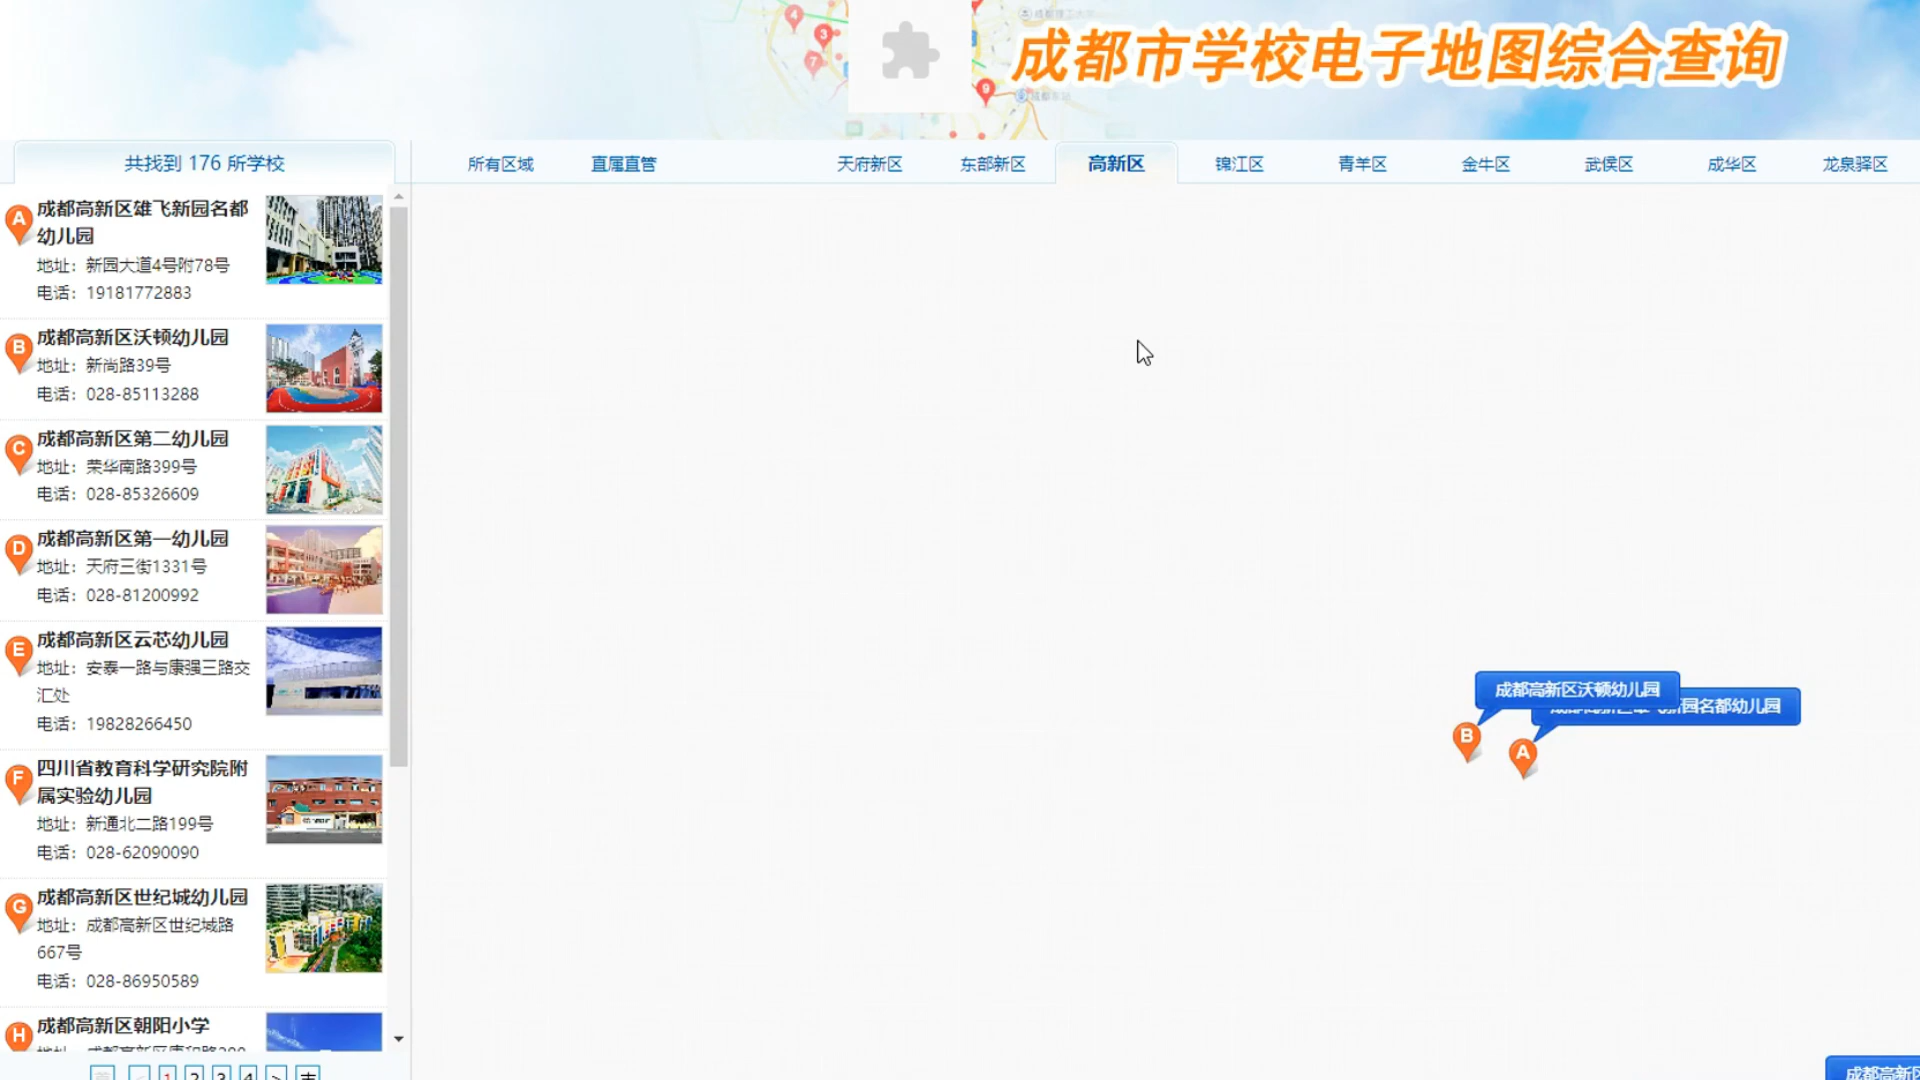 成都市学校电子地图综合查询
共找到 176 所学校
所有区域 直属直管 天府新区 东部新区 高新区 锦江区 青羊区 金牛区 武侯区 成华区 龙泉驿区
A 成都高新区雄飞新园名都
幼儿园
地址：新园大道4号附78号
电话：19181772883
B 成都高新区沃顿幼儿园
地址：新尚路39号
电话：028-85113288
C 成都高新区第二幼儿园
地址：荣华南路399号
电话：028-85326609
D 成都高新区第一幼儿园
地址：天府三街1331号
电话：028-81200992
E 成都高新区云芯幼儿园
地址：安泰一路与康强三路交
汇处
电话：19828266450
F 四川省教育科学研究院附
属实验幼儿园
地址：新通北二路199号
电话：028-62090090
G 成都高新区世纪城幼儿园
地址：成都高新区世纪城路
667号
电话：028-86950589
H 成都高新区朝阳小学
1 2 3 4 >
成都高新区沃顿幼儿园
新园名都幼儿园
B
A
成都高新区
4
3
7
9